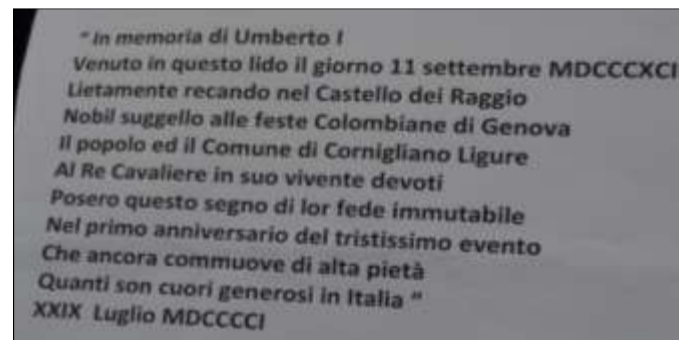 " In memoria di Umberto I
Venuto in questo lido il giorno 11 settembre MDCCCXCI
Lietamente recando nel Castello dei Raggio
Nobil suggello alle feste Colombiane di Genova
Il popolo ed il Comune di Cornigliano Ligure
Al Re Cavaliere in suo vivente devoti
Posero questo segno di lor fede immutabile
Nel primo anniversario del tristissimo evento
Che ancora commuove di alta pietà
Quanti son cuori generosi in Italia "
XXIX Luglio MDCCCCI